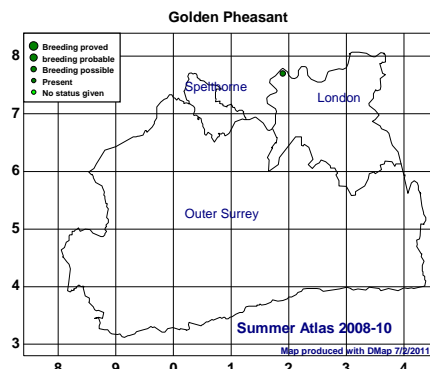 Golden Pheasant
Breeding proved
breeding probable
Breeding possible
Present
No status given
8
7
6
5
4
3
Spelthorne
London
Outer Surrey
Summer Atlas 2008-10
Map produced with DMap 7/2/2011
8 9 0 1 2 3 4